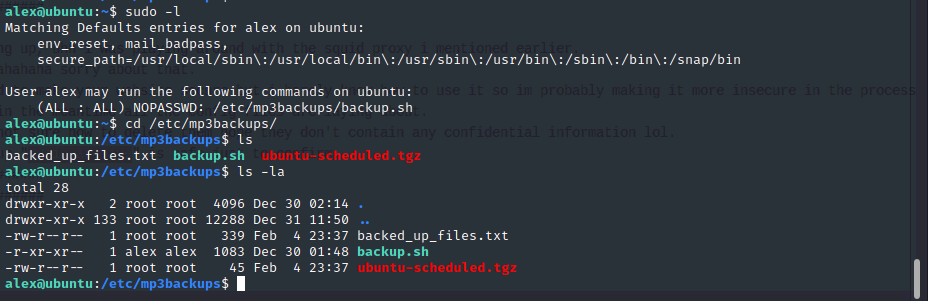 alex@ubuntu:~$ sudo -l
Matching Defaults entries for alex on ubuntu:
    env_reset, mail_badpass,
    secure_path=/usr/local/sbin\:/usr/local/bin\:/usr/sbin\:/usr/bin\:/sbin\:/bin\:/snap/bin

User alex may run the following commands on ubuntu:
    (ALL : ALL) NOPASSWD: /etc/mp3backups/backup.sh
alex@ubuntu:~$ cd /etc/mp3backups/
alex@ubuntu:/etc/mp3backups$ ls
backed_up_files.txt  backup.sh  ubuntu-scheduled.tgz
alex@ubuntu:/etc/mp3backups$ ls -la
total 28
drwxr-xr-x   2 root root  4096 Dec 30 02:14 .
drwxr-xr-x 133 root root 12288 Dec 31 11:50 ..
-rw-r--r--   1 root root   339 Feb  4 23:37 backed_up_files.txt
-r-xr-xr--   1 alex alex  1083 Dec 30 01:48 backup.sh
-rw-r--r--   1 root root    45 Feb  4 23:37 ubuntu-scheduled.tgz
alex@ubuntu:/etc/mp3backups$